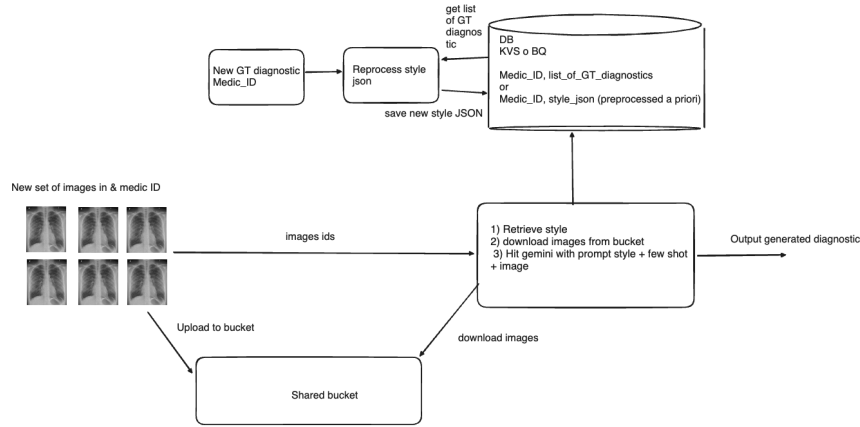 get list
of GT
diagnos
tic
DB
KVS o BQ
Medic_ID, list_of_GT_diagnostics
or
Medic_ID, style_json (preprocessed a priori)
New GT diagnostic
Medic_ID
Reprocess style
json
save new style JSON
New set of images in & medic ID
images ids
1) Retrieve style
2) download images from bucket
3) Hit gemini with prompt style + few shot
+ image
Output generated diagnostic
Upload to bucket
download images
Shared bucket